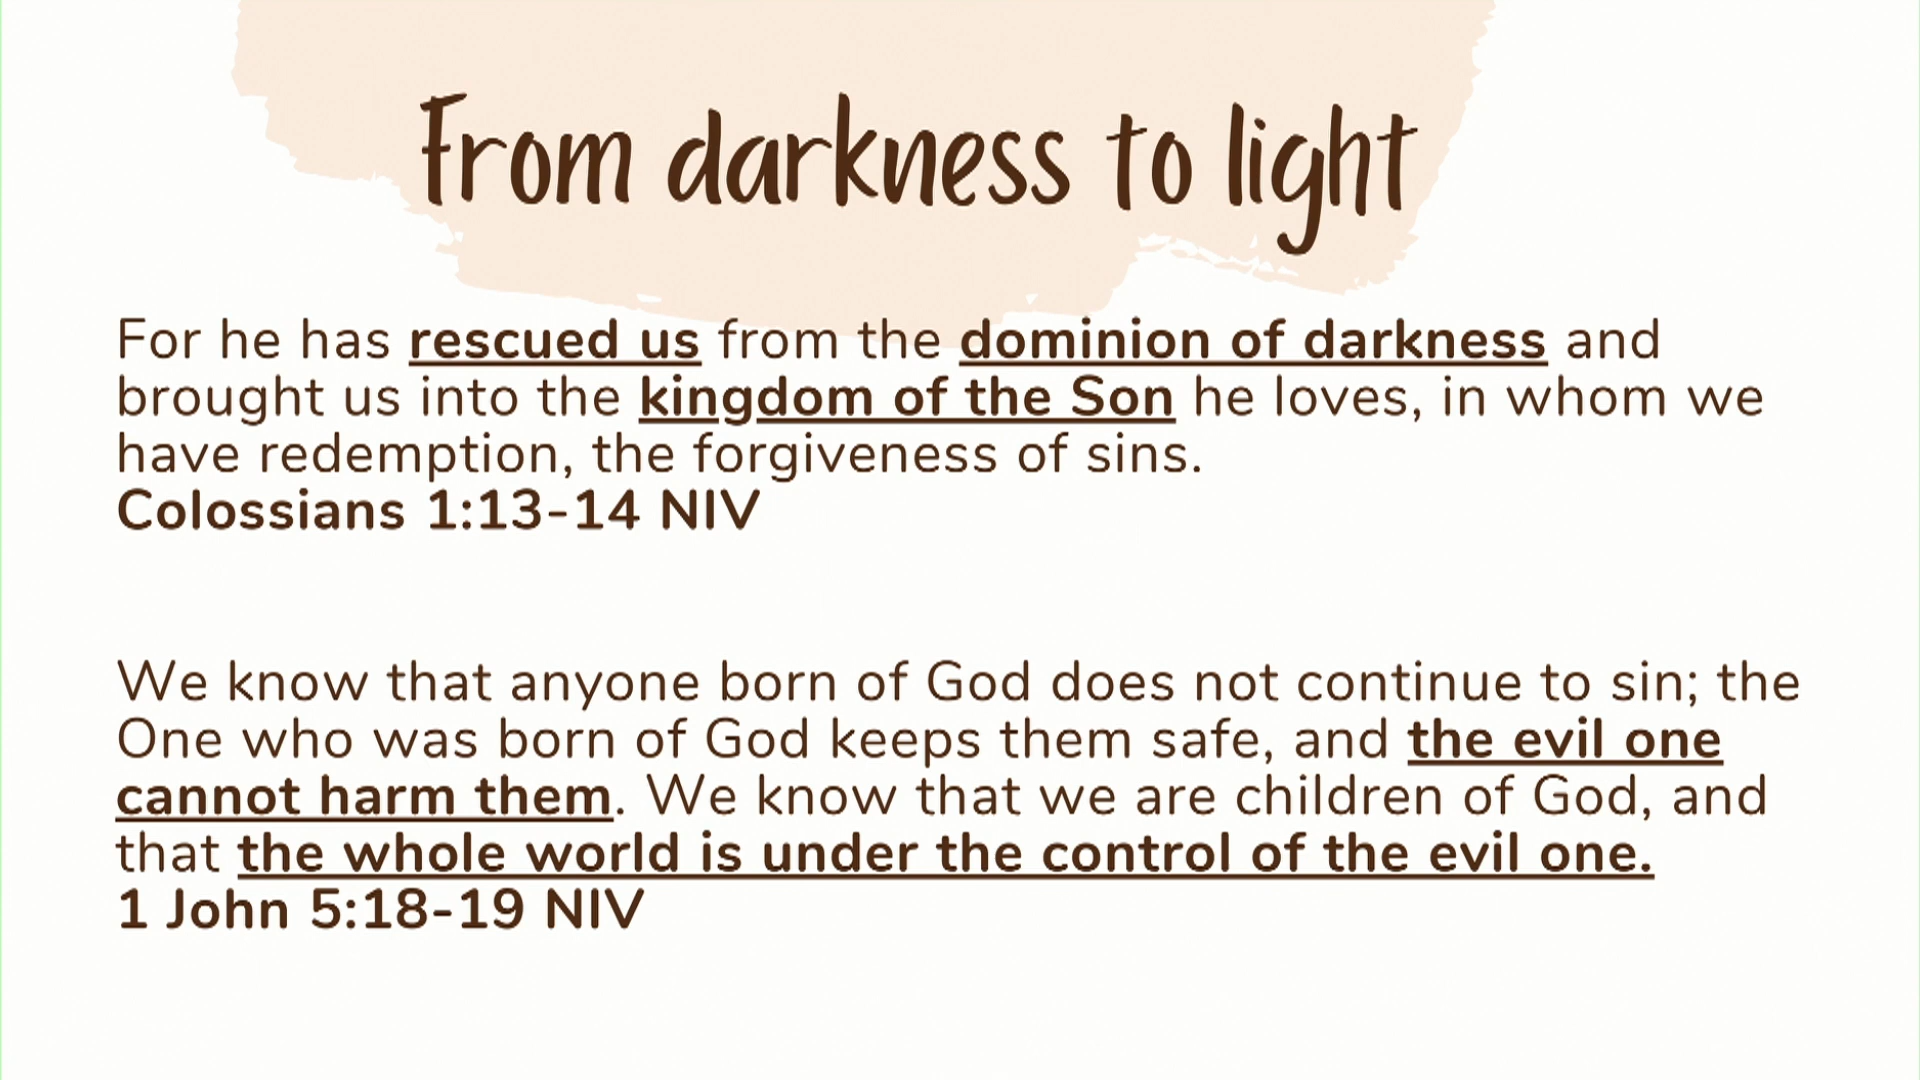 From darkness to light
For he has rescued us from the dominion of darkness and
brought us into the kingdom of the Son he loves, in whom we
have redemption, the forgiveness of sins.
Colossians 1:13-14 NIV
We know that anyone born of God does not continue to sin; the
One who was born of God keeps them safe, and the evil one
cannot harm them. We know that we are children of God, and
that the whole world is under the control of the evil one.
1 John 5:18-19 NIV